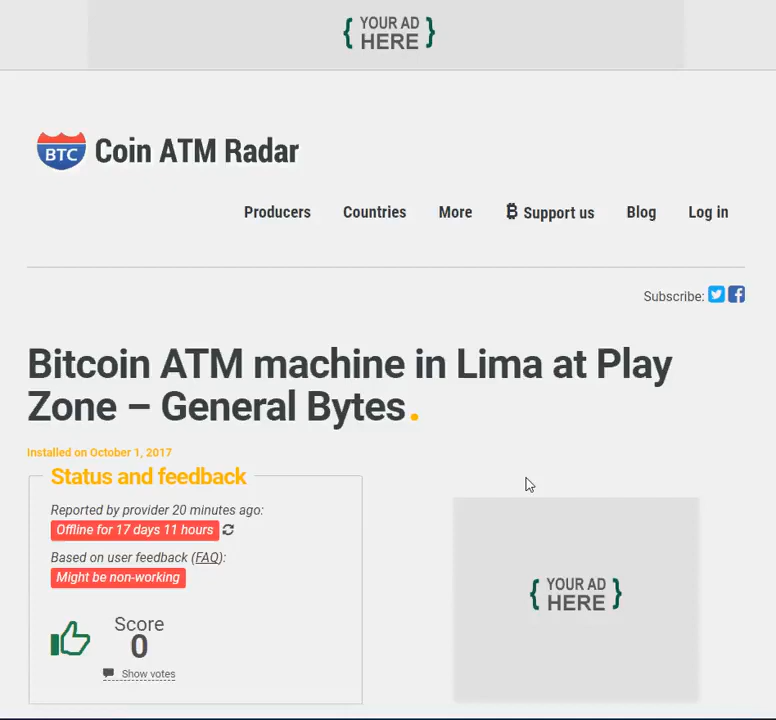 { YOUR AD HERE }
BTC Coin ATM Radar
Producers Countries More Support us Blog Log in
Subscribe:
Bitcoin ATM machine in Lima at Play
Zone – General Bytes.
Installed on October 1, 2017
Status and feedback
Reported by provider 20 minutes ago:
Offline for 17 days 11 hours
Based on user feedback (FAQ):
Might be non-working
Score
0
Show votes
{ YOUR AD HERE }